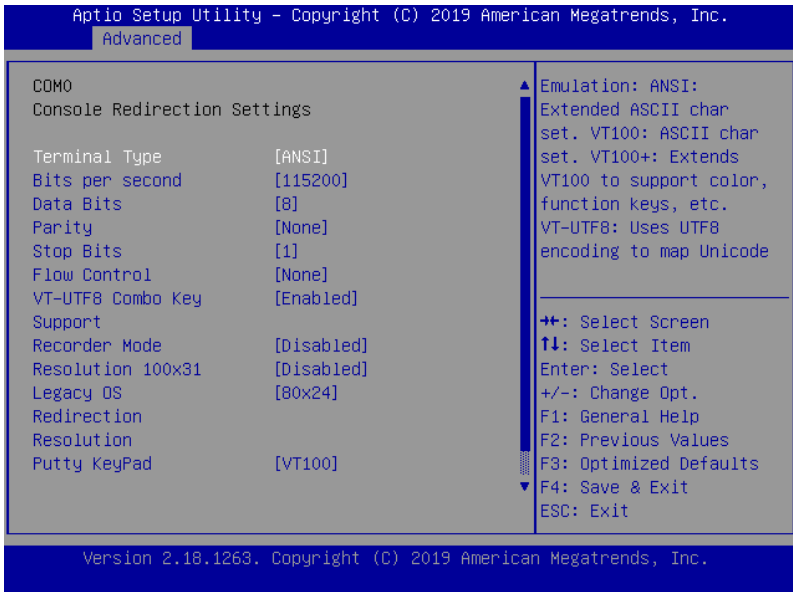 Aptio Setup Utility – Copyright (C) 2019 American Megatrends, Inc.
Advanced
COM0
Console Redirection Settings
Terminal Type [ANSI]
Bits per second [115200]
Data Bits [8]
Parity [None]
Stop Bits [1]
Flow Control [None]
VT-UTF8 Combo Key [Enabled]
Support
Recorder Mode [Disabled]
Resolution 100x31 [Disabled]
Legacy OS [80x24]
Redirection
Resolution
Putty KeyPad [VT100]
Emulation: ANSI:
Extended ASCII char
set. VT100: ASCII char
set. VT100+: Extends
VT100 to support color,
function keys, etc.
VT-UTF8: Uses UTF8
encoding to map Unicode
→←: Select Screen
↑↓: Select Item
Enter: Select
+/-: Change Opt.
F1: General Help
F2: Previous Values
F3: Optimized Defaults
F4: Save & Exit
ESC: Exit
Version 2.18.1263. Copyright (C) 2019 American Megatrends, Inc.